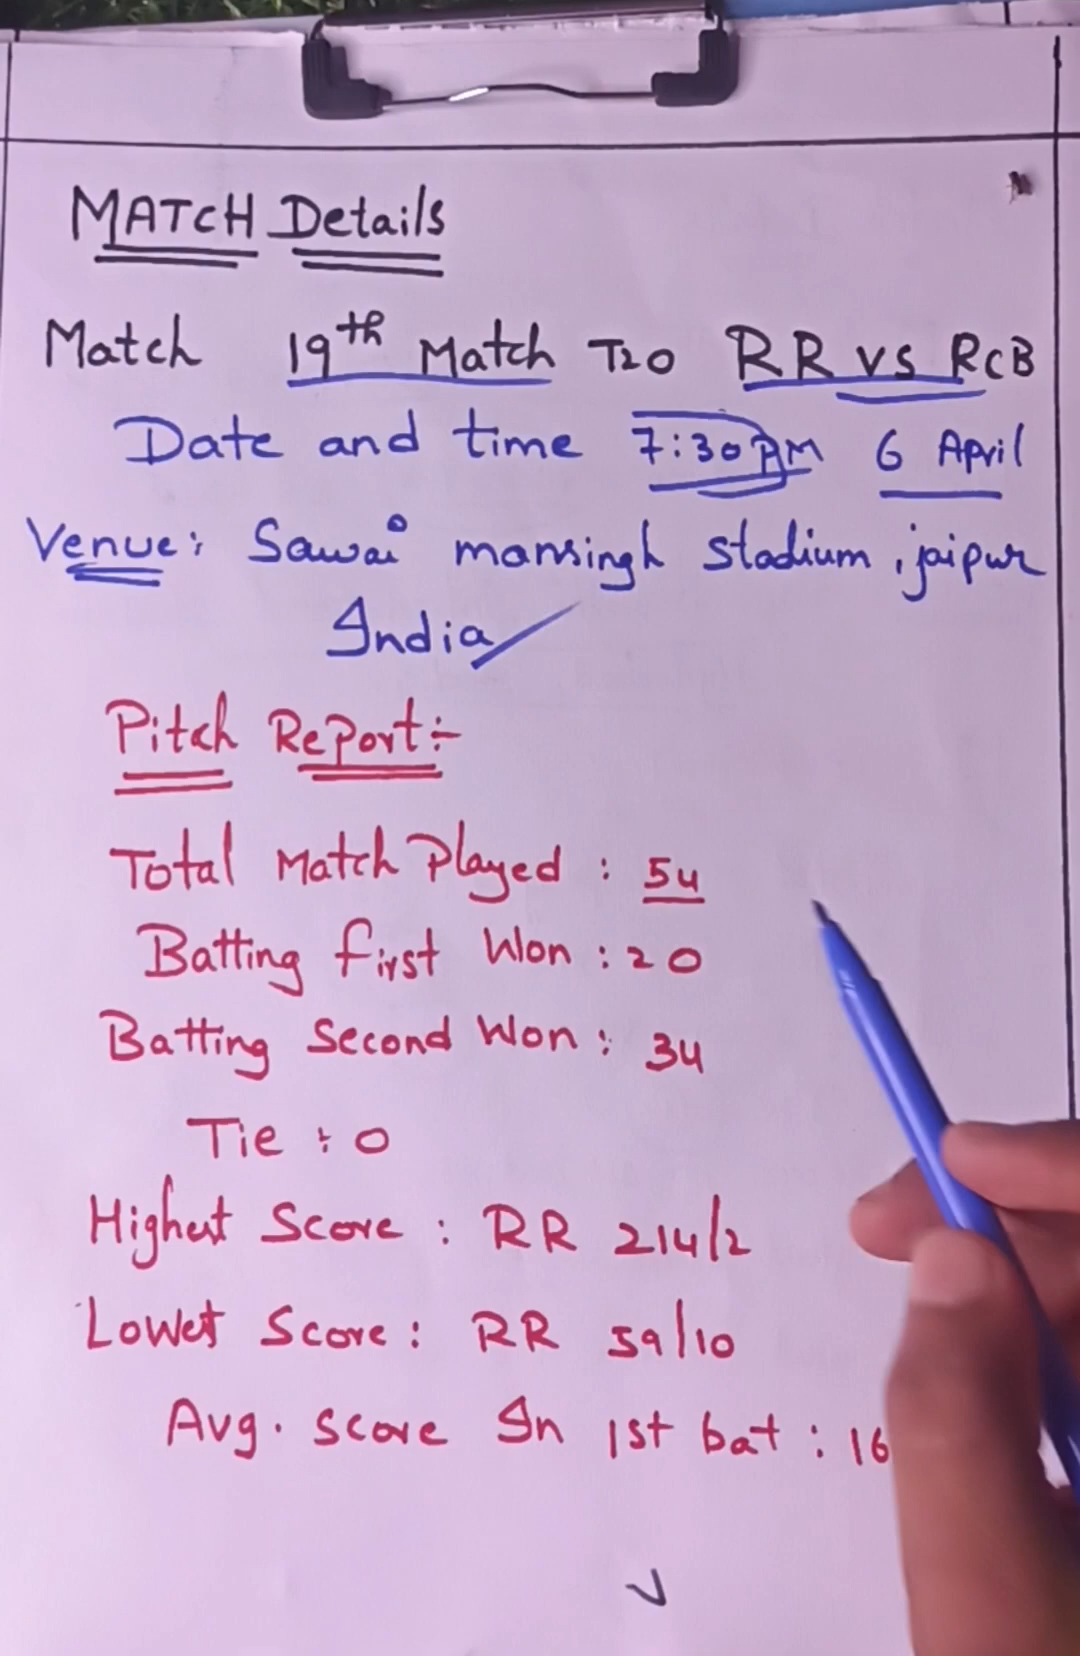 MATCH Details
Match 19th Match T20 RR vs RCB
Date and time 7:30PM 6 April
Venue: Sawai mansingh stadium, jaipur
India
Pitch Report:-
Total Match Played : 54
Batting first Won : 20
Batting Second Won : 34
Tie : 0
Highest Score : RR 214/2
Lowest Score : RR 59/10
Avg. Score In 1st bat : 16